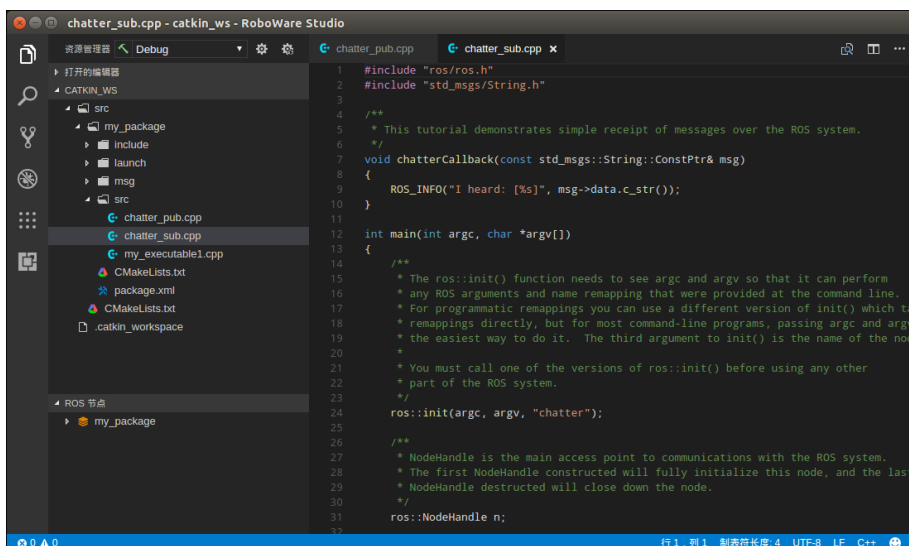 chatter_sub.cpp - catkin_ws - RoboWare Studio
资源管理器 Debug
打开的编辑器
CATKIN_WS
src
my_package
include
launch
msg
src
chatter_pub.cpp
chatter_sub.cpp
my_executable1.cpp
CMakeLists.txt
package.xml
CMakeLists.txt
.catkin_workspace
ROS 节点
my_package
chatter_pub.cpp chatter_sub.cpp ×
1 #include "ros/ros.h"
2 #include "std_msgs/String.h"
3
4 /**
5 * This tutorial demonstrates simple receipt of messages over the ROS system.
6 */
7 void chatterCallback(const std_msgs::String::ConstPtr& msg)
8 {
9 ROS_INFO("I heard: [%s]", msg->data.c_str());
10 }
11
12 int main(int argc, char *argv[])
13 {
14 /**
15 * The ros::init() function needs to see argc and argv so that it can perform
16 * any ROS arguments and name remapping that were provided at the command line.
17 * For programmatic remappings you can use a different version of init() which ta
18 * remappings directly, but for most command-line programs, passing argc and argv
19 * the easiest way to do it. The third argument to init() is the name of the no
20 *
21 * You must call one of the versions of ros::init() before using any other
22 * part of the ROS system.
23 */
24 ros::init(argc, argv, "chatter");
25
26 /**
27 * NodeHandle is the main access point to communications with the ROS system.
28 * The first NodeHandle constructed will fully initialize this node, and the las
29 * NodeHandle destructed will close down the node.
30 */
31 ros::NodeHandle n;
32
0 0 行 1，列 1 制表符长度: 4 UTF-8 LF C++